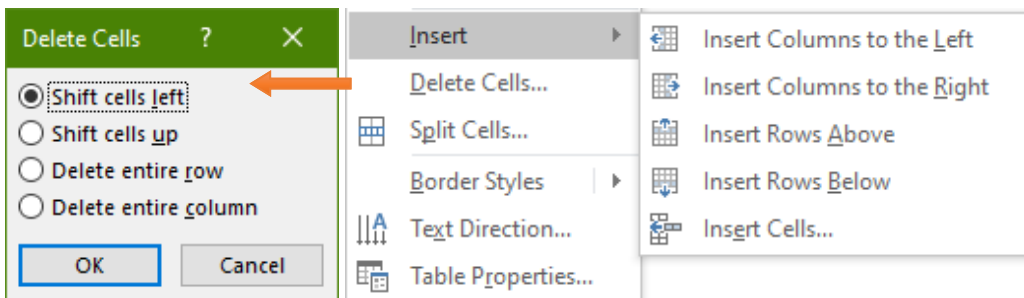 Delete Cells ? ×
Shift cells left
Shift cells up
Delete entire row
Delete entire column
OK Cancel
Insert
Delete Cells...
Split Cells...
Border Styles
Text Direction...
Table Properties...
Insert Columns to the Left
Insert Columns to the Right
Insert Rows Above
Insert Rows Below
Insert Cells...